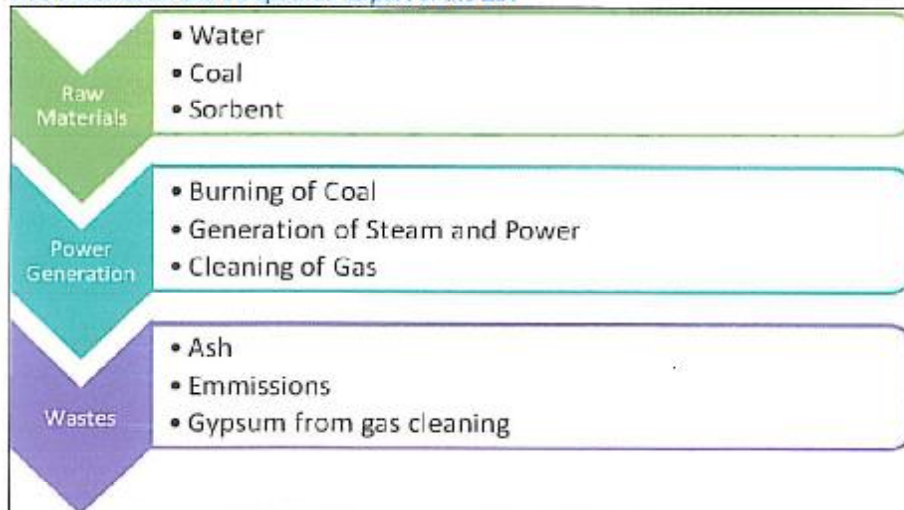 Raw
Materials
• Water
• Coal
• Sorbent
Power
Generation
• Burning of Coal
• Generation of Steam and Power
• Cleaning of Gas
Wastes
• Ash
• Emmissions
• Gypsum from gas cleaning